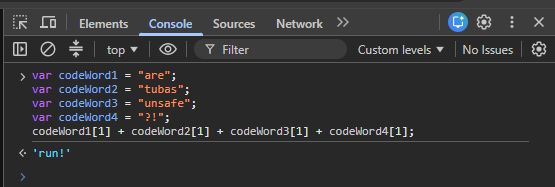 Elements Console Sources Network
top Filter Custom levels No Issues
var codeWord1 = "are";
var codeWord2 = "tubas";
var codeWord3 = "unsafe";
var codeWord4 = "?!";
codeWord1[1] + codeWord2[1] + codeWord3[1] + codeWord4[1];
'run!'